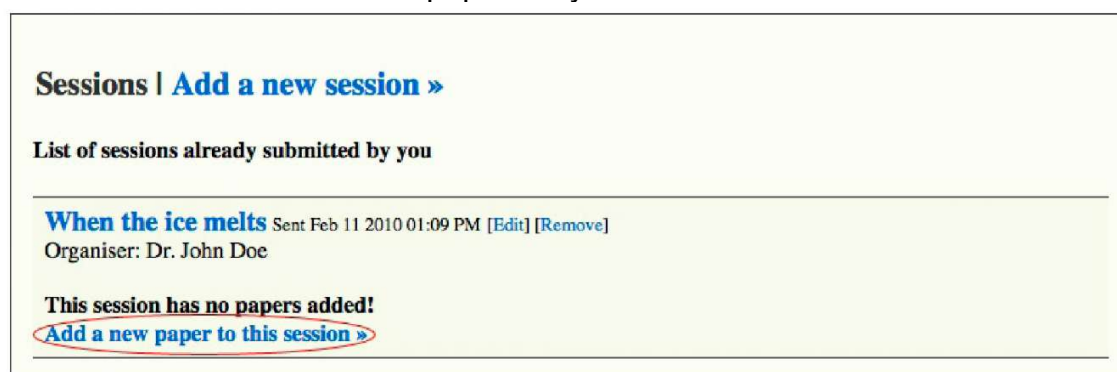 Sessions | Add a new session »
List of sessions already submitted by you
When the ice melts Sent Feb 11 2010 01:09 PM [Edit] [Remove]
Organiser: Dr. John Doe
This session has no papers added!
Add a new paper to this session »